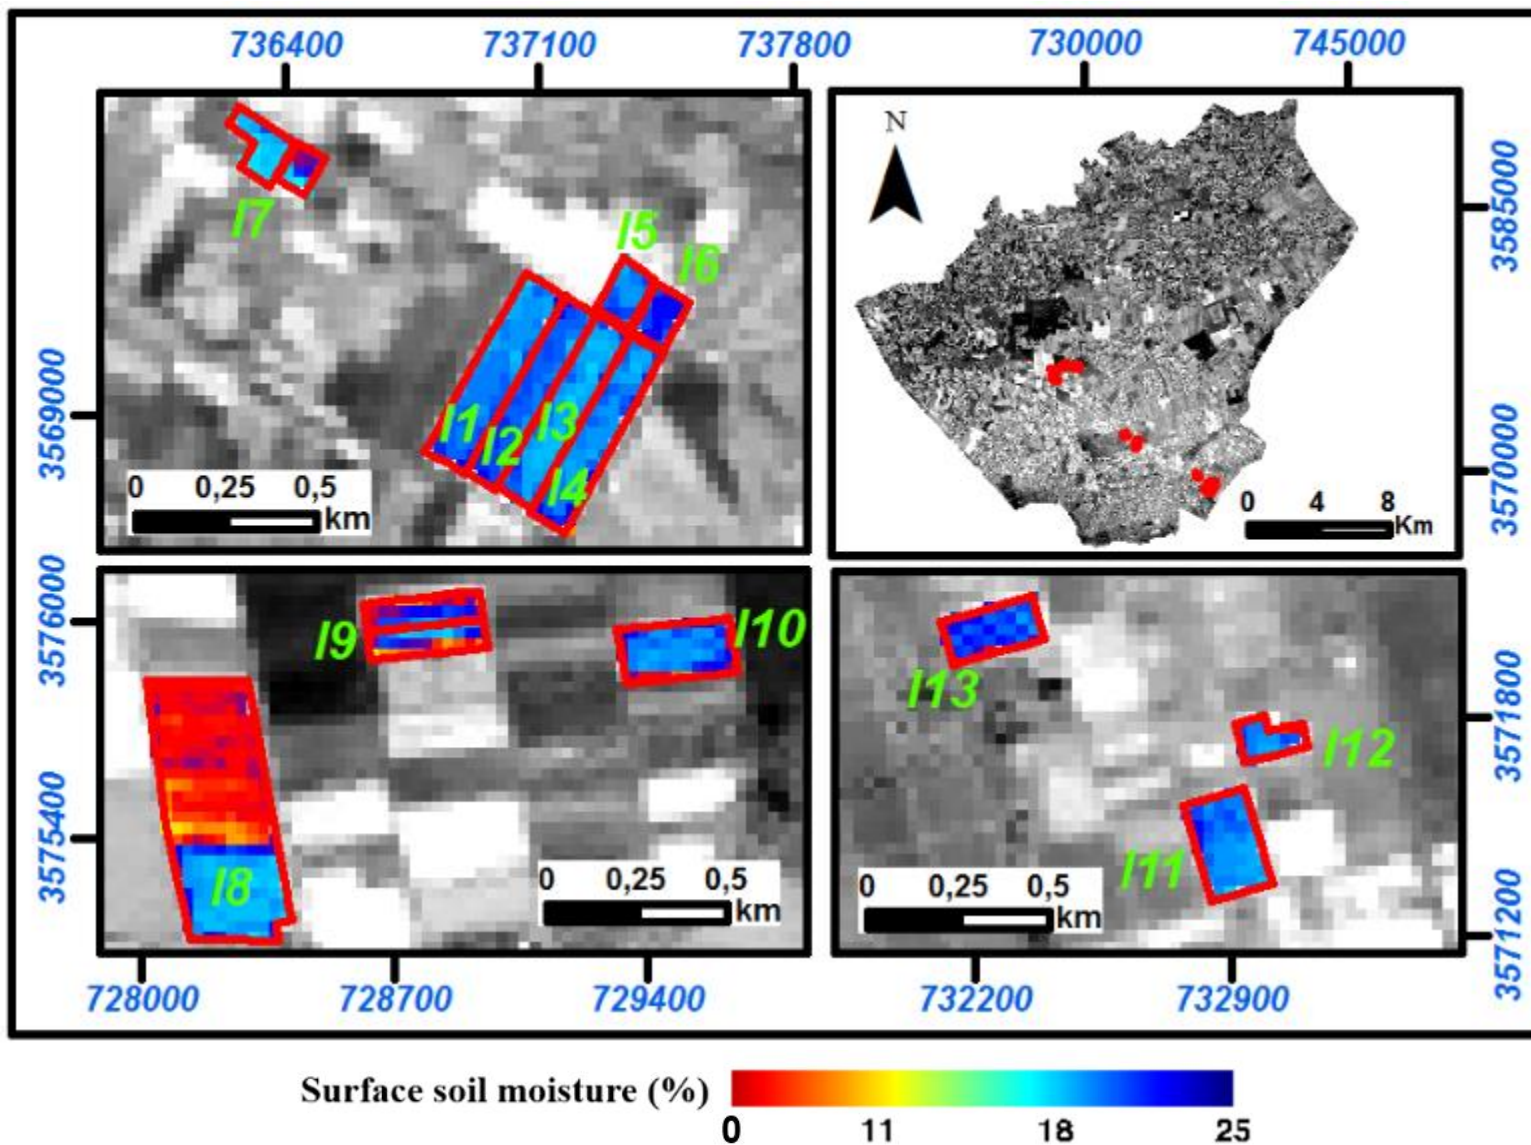 736400
737100
737800
730000
745000
N
3585000
3570000
0 4 8
Km
I7
I5
I6
I1
I2
I3
I4
3569000
0 0,25 0,5
km
3576000
3575400
I9
I10
I8
0 0,25 0,5
km
I13
I12
I11
0 0,25 0,5
km
3571800
3571200
728000
728700
729400
732200
732900
Surface soil moisture (%)
0 11 18 25